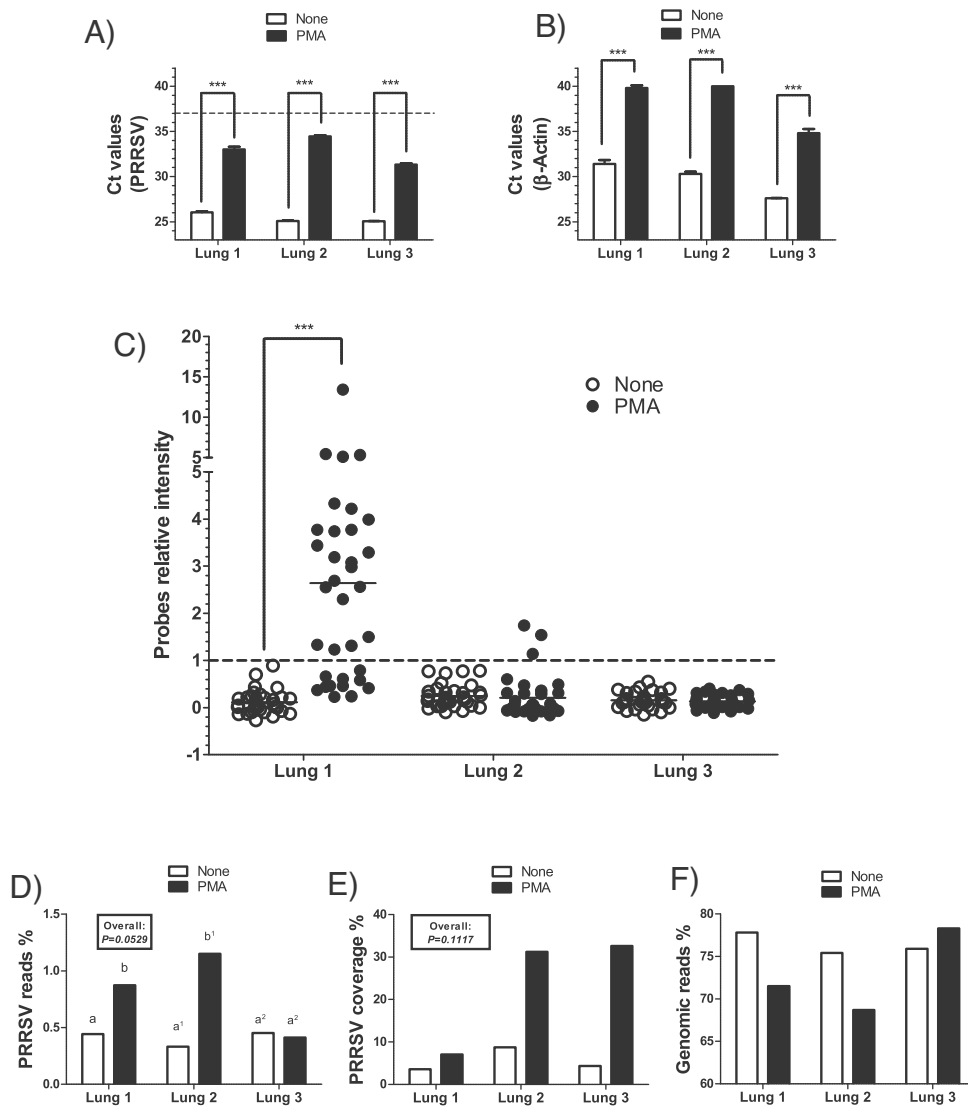 A)
None
PMA
Ct values
(PRRSV)
40
35
30
25
***
***
***
Lung 1
Lung 2
Lung 3
B)
None
PMA
Ct values
(β-Actin)
40
35
30
25
***
***
***
Lung 1
Lung 2
Lung 3
C)
Probes relative intensity
20
15
10
5
5
4
3
2
1
0
-1
***
None
PMA
Lung 1
Lung 2
Lung 3
D)
None
PMA
PRRSV reads %
1.5
1.0
0.5
0.0
Overall:
P=0.0529
a
b
a¹
b¹
a²
a²
Lung 1
Lung 2
Lung 3
E)
None
PMA
PRRSV coverage %
40
30
20
10
0
Overall:
P=0.1117
Lung 1
Lung 2
Lung 3
F)
None
PMA
Genomic reads %
80
75
70
65
60
Lung 1
Lung 2
Lung 3